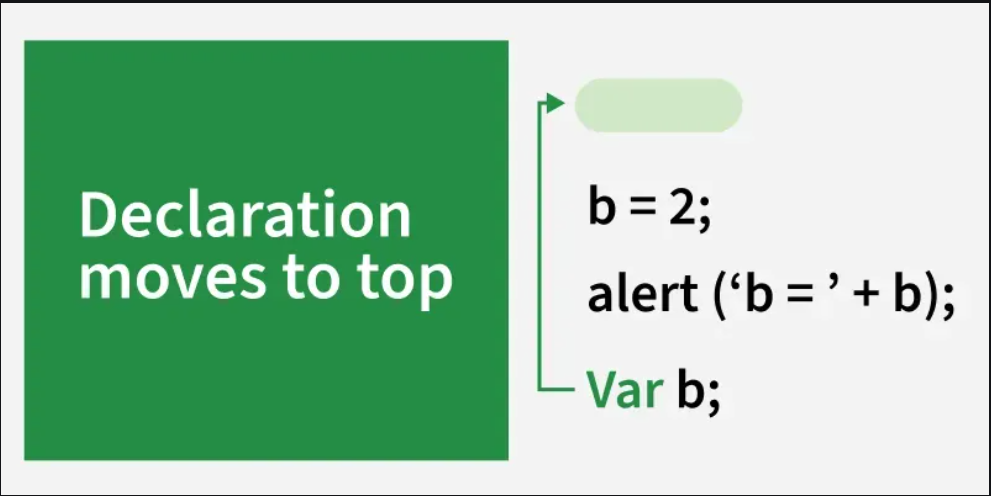 Declaration
moves to top
b = 2;
alert (‘b = ’ + b);
Var b;